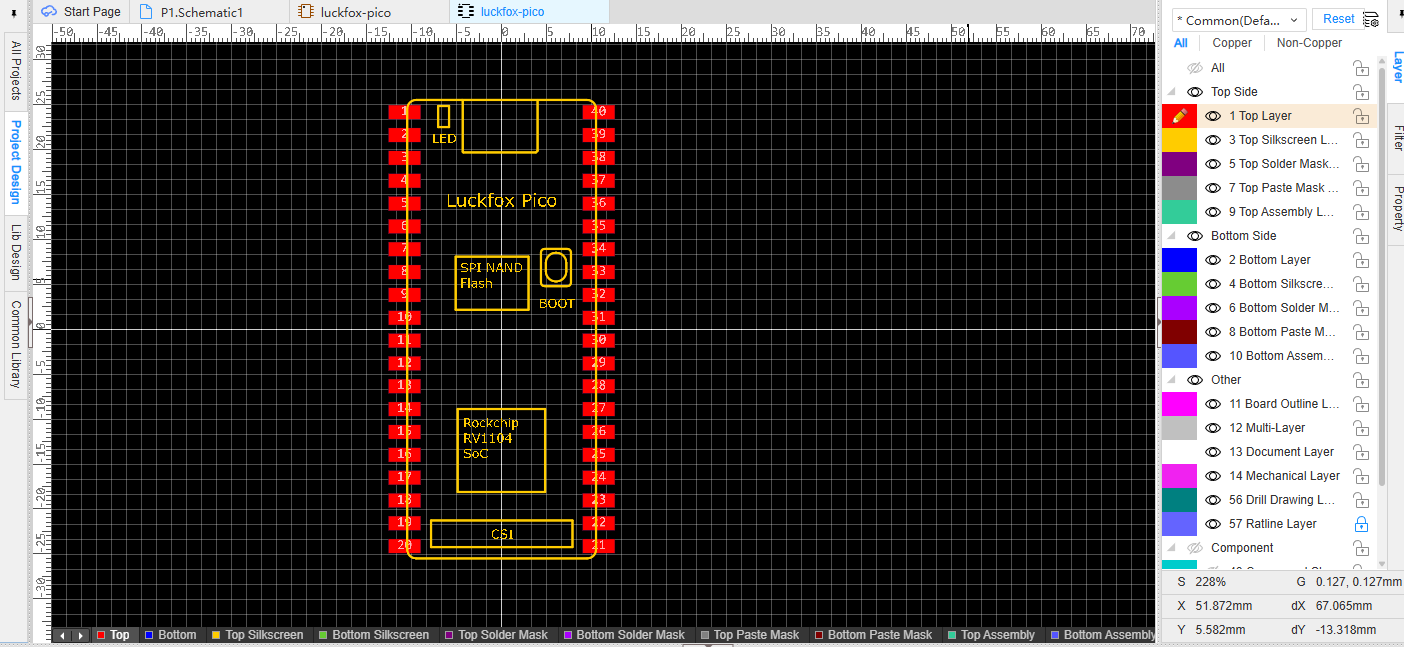 Start Page
P1.Schematic1
luckfox-pico
luckfox-pico
* Common(Defa...
Reset
All
Copper
Non-Copper
-50 -45 -40 -35 -30 -25 -20 -15 -10 -5 0 5 10 15 20 25 30 35 40 45 50 55 60 65 70
30
25
20
15
10
5
0
-5
-10
-15
-20
-25
-30
All Projects
Project Design
Lib Design
Common Library
1 40
2 LED 39
3 38
4 37
5 Luckfox Pico 36
6 35
7 34
8 SPI NAND 33
Flash
9 32
BOOT
10 31
11 30
12 29
13 28
14 27
Rockchip
15 26
RV1104
16 SoC 25
17 24
18 23
19 22
CSI
20 21
All
Top Side
1 Top Layer
3 Top Silkscreen L...
5 Top Solder Mask...
7 Top Paste Mask ...
9 Top Assembly L...
Bottom Side
2 Bottom Layer
4 Bottom Silkscre...
6 Bottom Solder M...
8 Bottom Paste M...
10 Bottom Assem...
Other
11 Board Outline L...
12 Multi-Layer
13 Document Layer
14 Mechanical Layer
56 Drill Drawing L...
57 Ratline Layer
Component
Layer
Filter
Property
S 228% G 0.127, 0.127mm
X 51.872mm dX 67.065mm
Y 5.582mm dY -13.318mm
Top Bottom Top Silkscreen Bottom Silkscreen Top Solder Mask Bottom Solder Mask Top Paste Mask Bottom Paste Mask Top Assembly Bottom Assembly